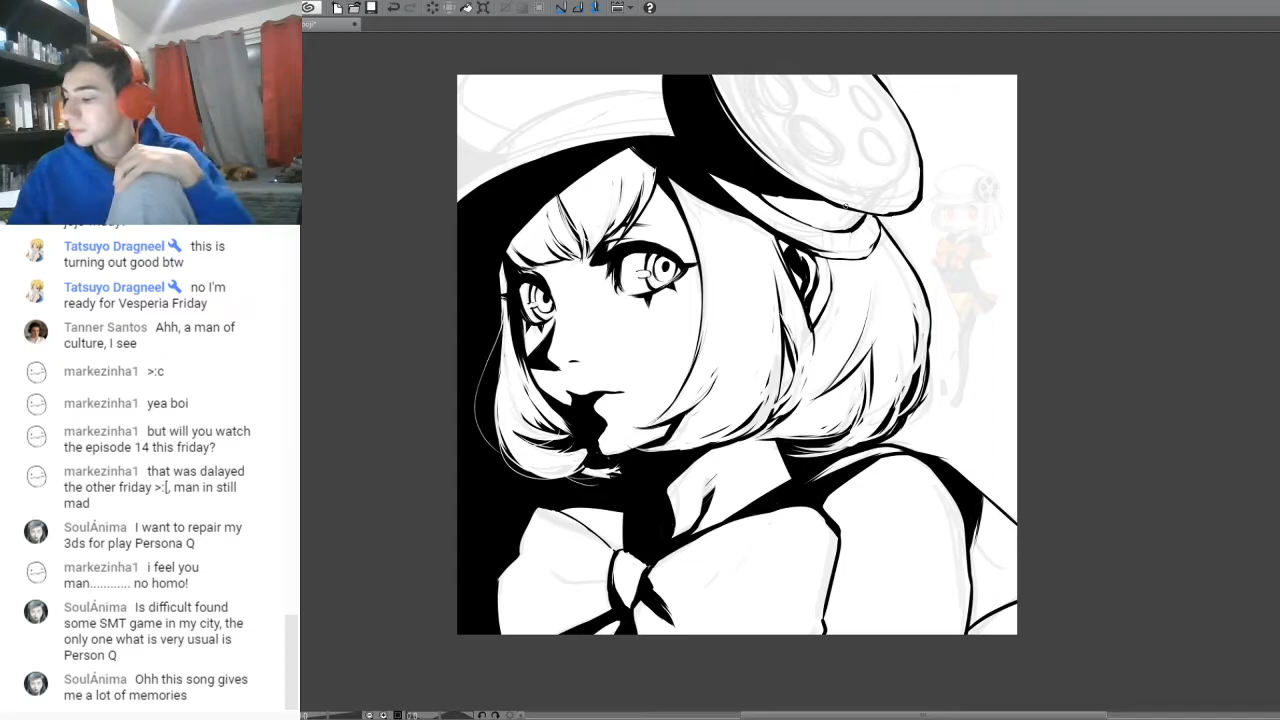 Tatsuyo Dragneel this is
turning out good btw
Tatsuyo Dragneel no I'm
ready for Vesperia Friday
Tanner Santos Ahh, a man of
culture, I see
markezinha1 >:c
markezinha1 yea boi
markezinha1 but will you watch
the episode 14 this friday?
markezinha1 that was dalayed
the other friday >:[, man in still
mad
SoulÁnima I want to repair my
3ds for play Persona Q
markezinha1 i feel you
man............ no homo!
SoulÁnima Is difficult found
some SMT game in my city, the
only one what is very usual is
Person Q
SoulÁnima Ohh this song gives
me a lot of memories